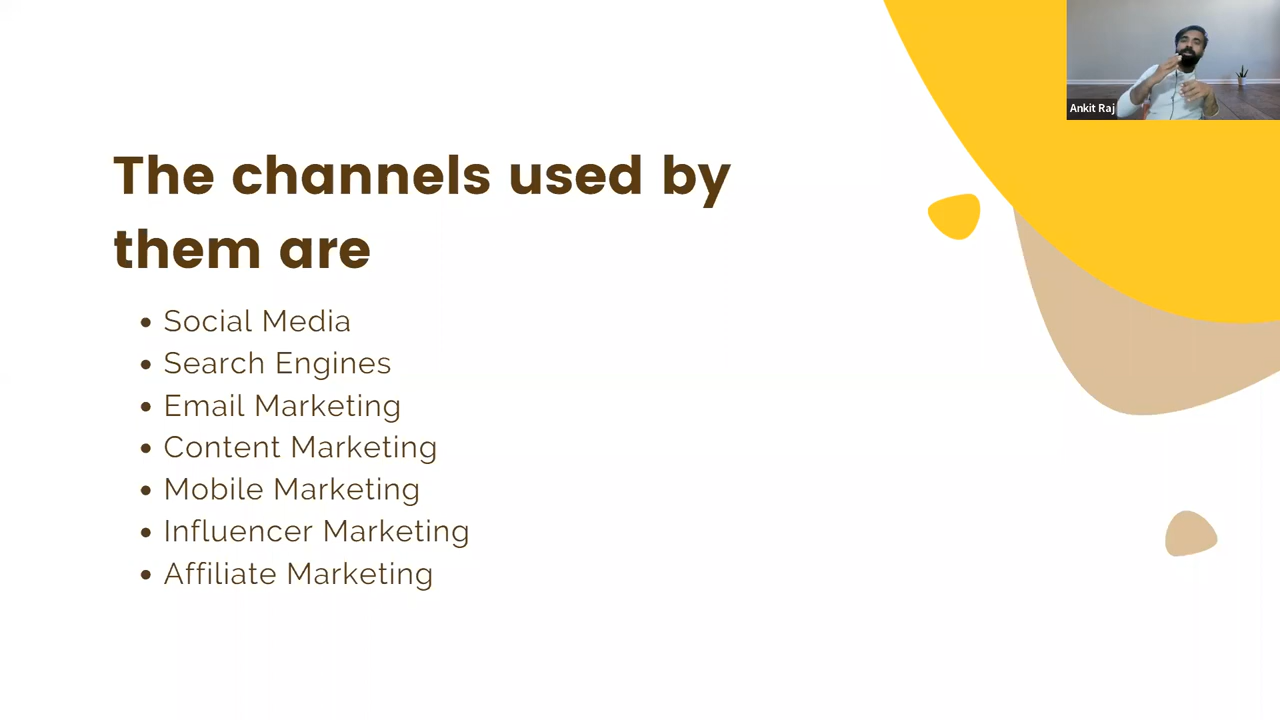 The channels used by
them are
• Social Media
• Search Engines
• Email Marketing
• Content Marketing
• Mobile Marketing
• Influencer Marketing
• Affiliate Marketing
Ankit Raj